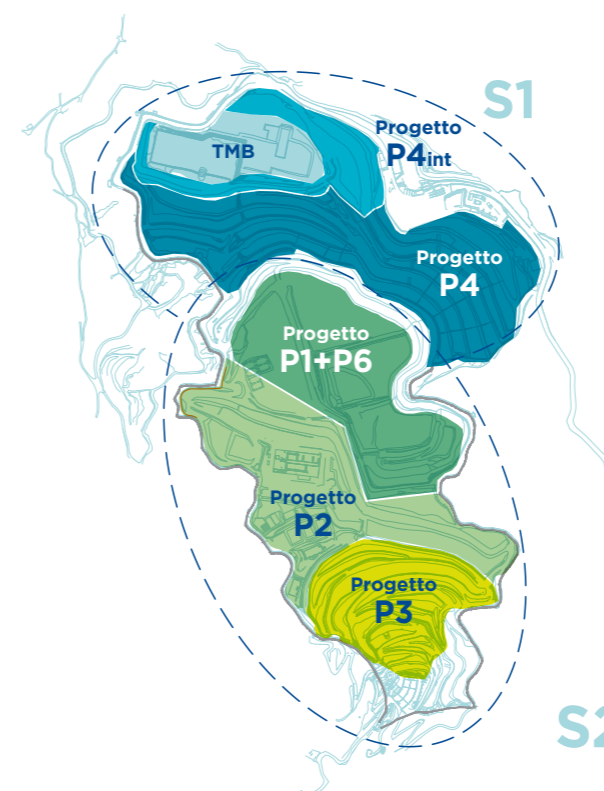 S1
Progetto
P4int
TMB
Progetto
P4
Progetto
P1+P6
Progetto
P2
Progetto
P3
S2